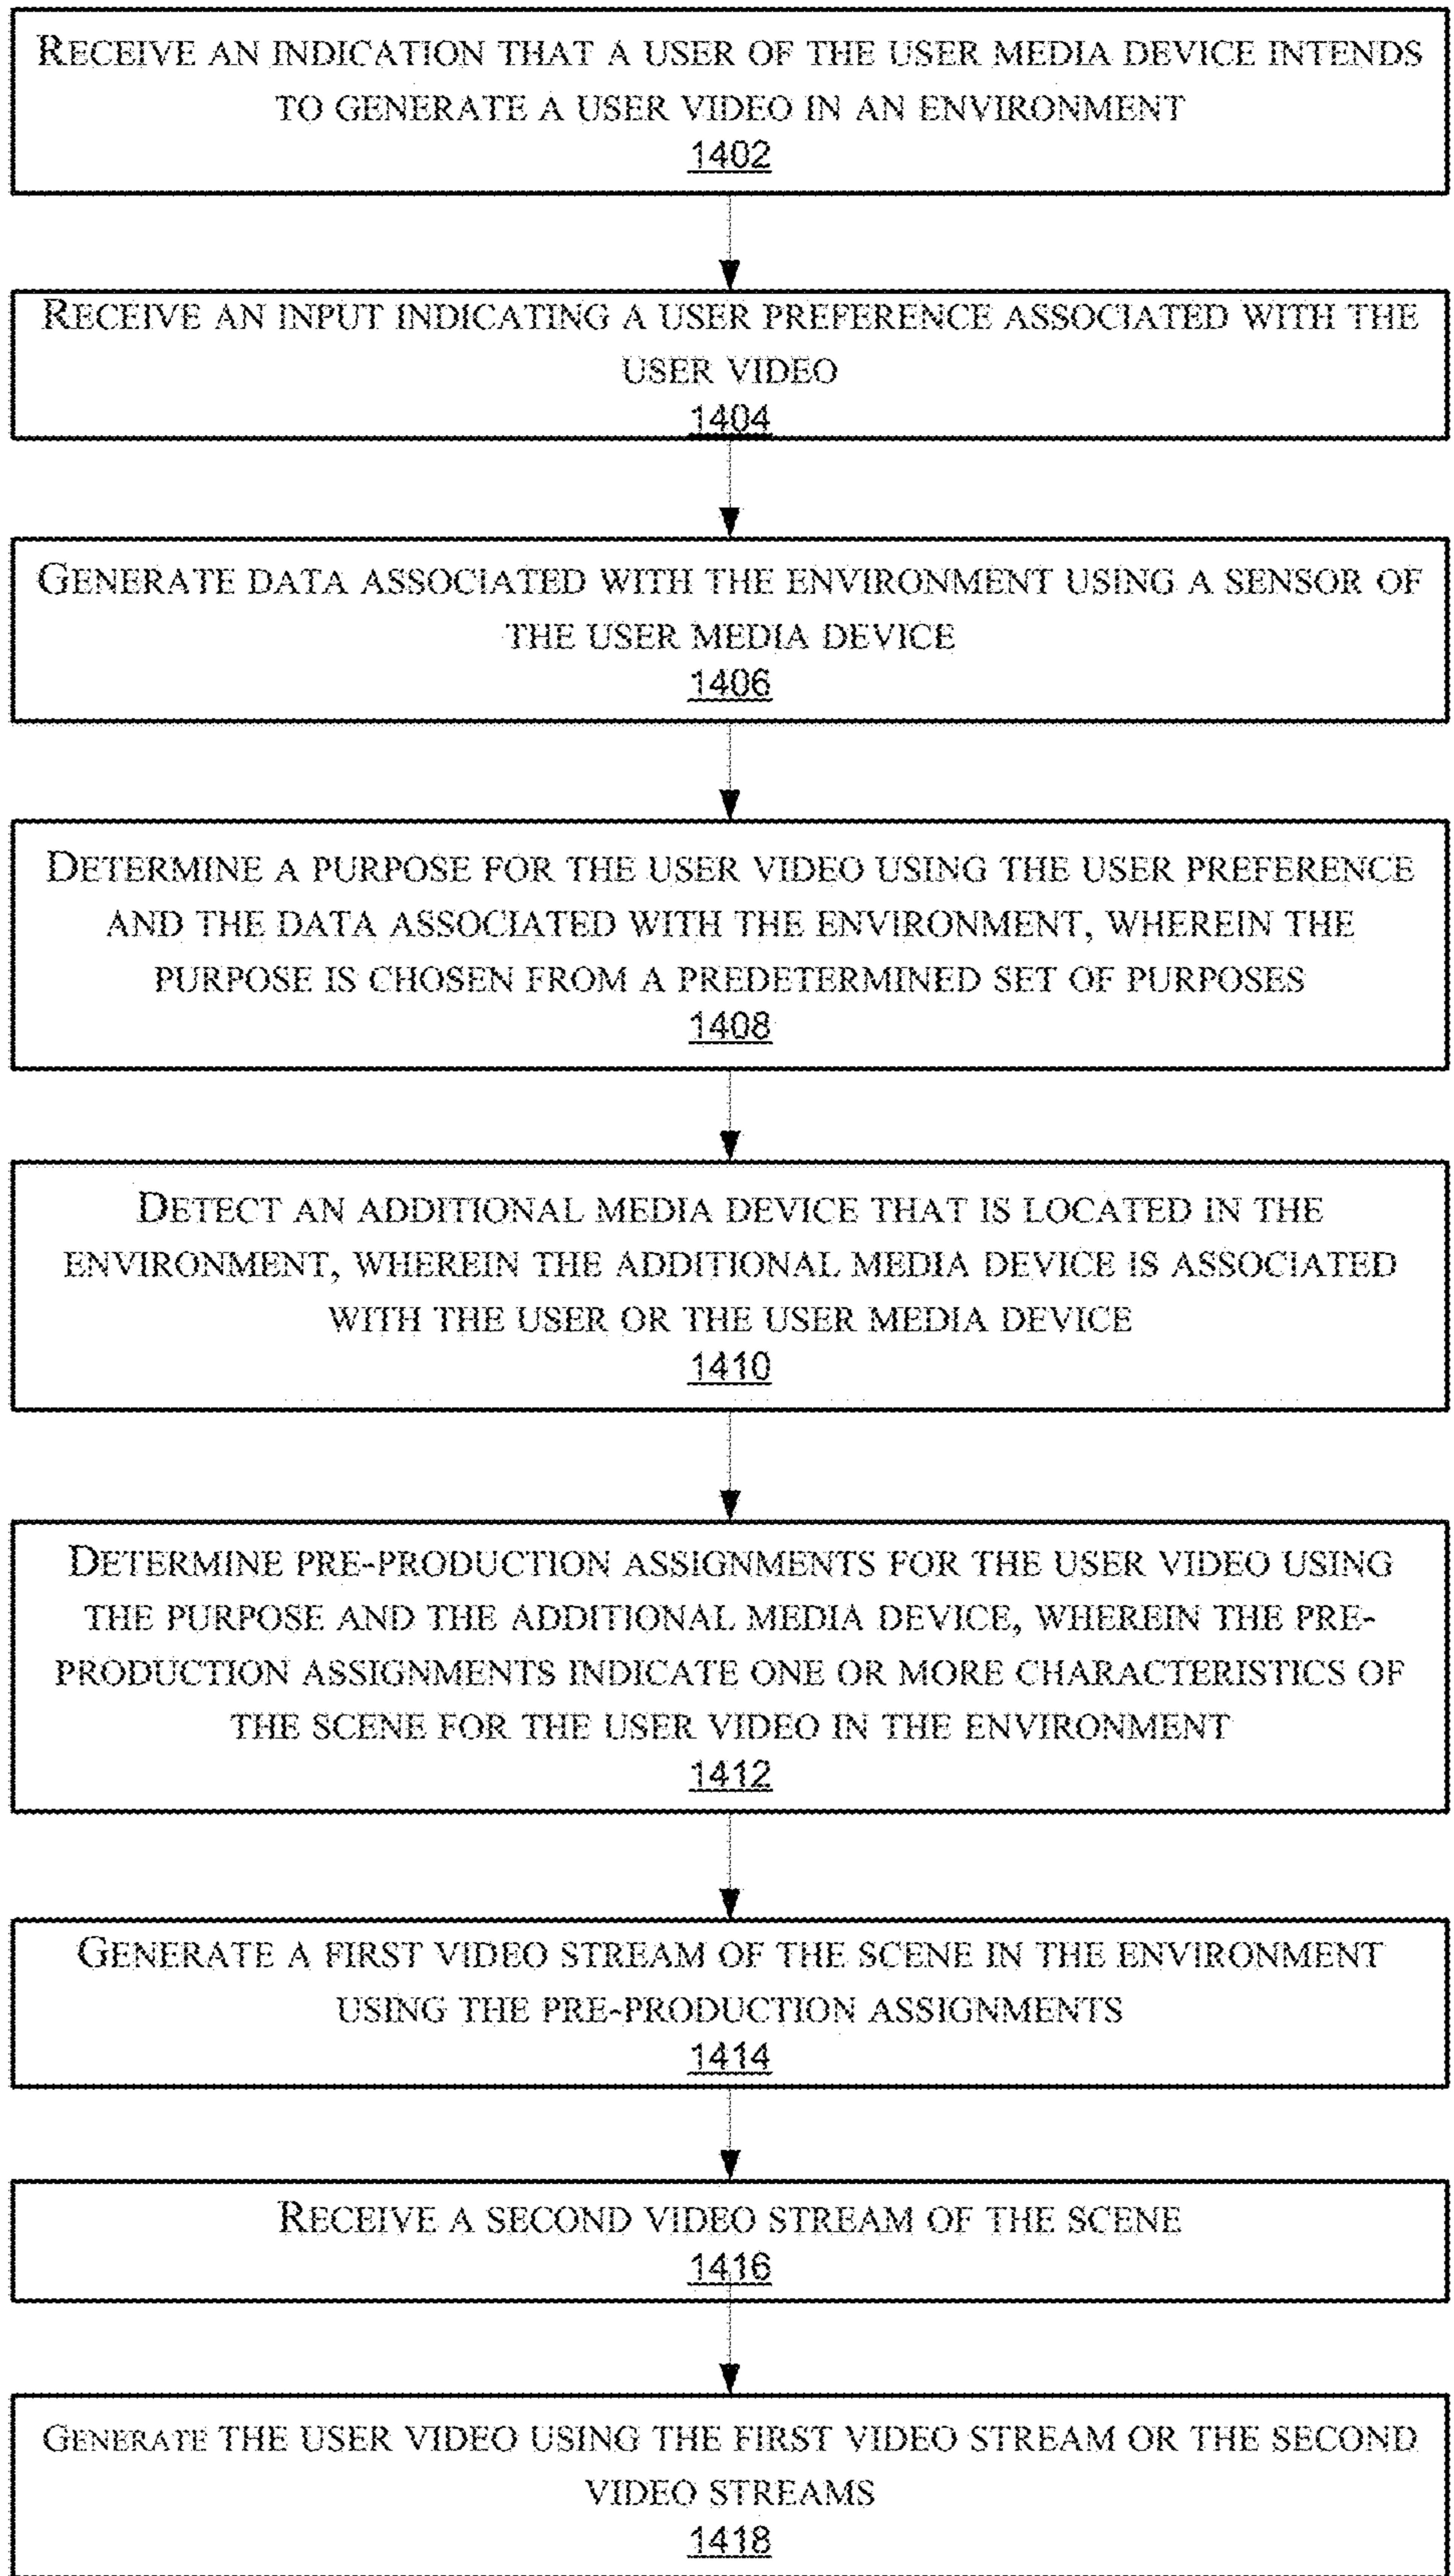 RECEIVE AN INDICATION THAT A USER OF THE USER MEDIA DEVICE INTENDS
TO GENERATE A USER VIDEO IN AN ENVIRONMENT
1402
RECEIVE AN INPUT INDICATING A USER PREFERENCE ASSOCIATED WITH THE
USER VIDEO
1404
GENERATE DATA ASSOCIATED WITH THE ENVIRONMENT USING A SENSOR OF
THE USER MEDIA DEVICE
1406
DETERMINE A PURPOSE FOR THE USER VIDEO USING THE USER PREFERENCE
AND THE DATA ASSOCIATED WITH THE ENVIRONMENT, WHEREIN THE
PURPOSE IS CHOSEN FROM A PREDETERMINED SET OF PURPOSES
1408
DETECT AN ADDITIONAL MEDIA DEVICE THAT IS LOCATED IN THE
ENVIRONMENT, WHEREIN THE ADDITIONAL MEDIA DEVICE IS ASSOCIATED
WITH THE USER OR THE USER MEDIA DEVICE
1410
DETERMINE PRE-PRODUCTION ASSIGNMENTS FOR THE USER VIDEO USING
THE PURPOSE AND THE ADDITIONAL MEDIA DEVICE, WHEREIN THE PRE-
PRODUCTION ASSIGNMENTS INDICATE ONE OR MORE CHARACTERISTICS OF
THE SCENE FOR THE USER VIDEO IN THE ENVIRONMENT
1412
GENERATE A FIRST VIDEO STREAM OF THE SCENE IN THE ENVIRONMENT
USING THE PRE-PRODUCTION ASSIGNMENTS
1414
RECEIVE A SECOND VIDEO STREAM OF THE SCENE
1416
GENERATE THE USER VIDEO USING THE FIRST VIDEO STREAM OR THE SECOND
VIDEO STREAMS
1418